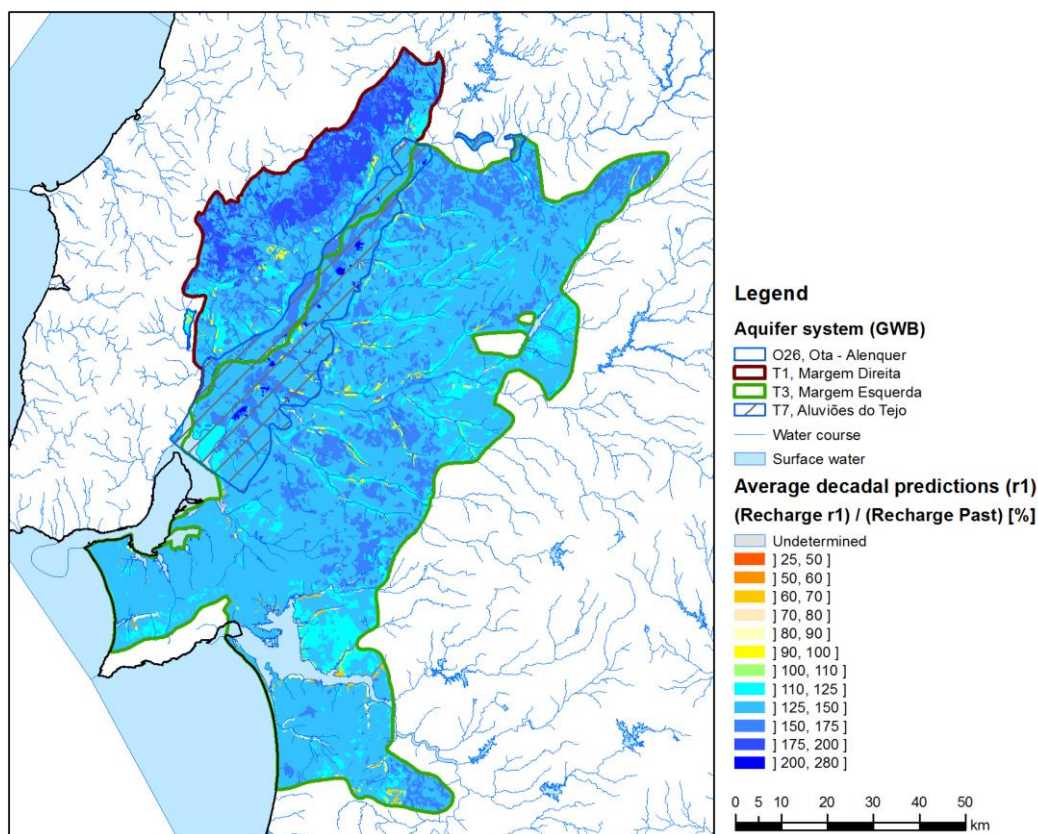 Legend
Aquifer system (GWB)
O26, Ota - Alenquer
T1, Margem Direita
T3, Margem Esquerda
T7, Aluviões do Tejo
Water course
Surface water
Average decadal predictions (r1)
(Recharge r1) / (Recharge Past) [%]
Undetermined
] 25, 50 ]
] 50, 60 ]
] 60, 70 ]
] 70, 80 ]
] 80, 90 ]
] 90, 100 ]
] 100, 110 ]
] 110, 125 ]
] 125, 150 ]
] 150, 175 ]
] 175, 200 ]
] 200, 280 ]
0 5 10 20 30 40 50
km